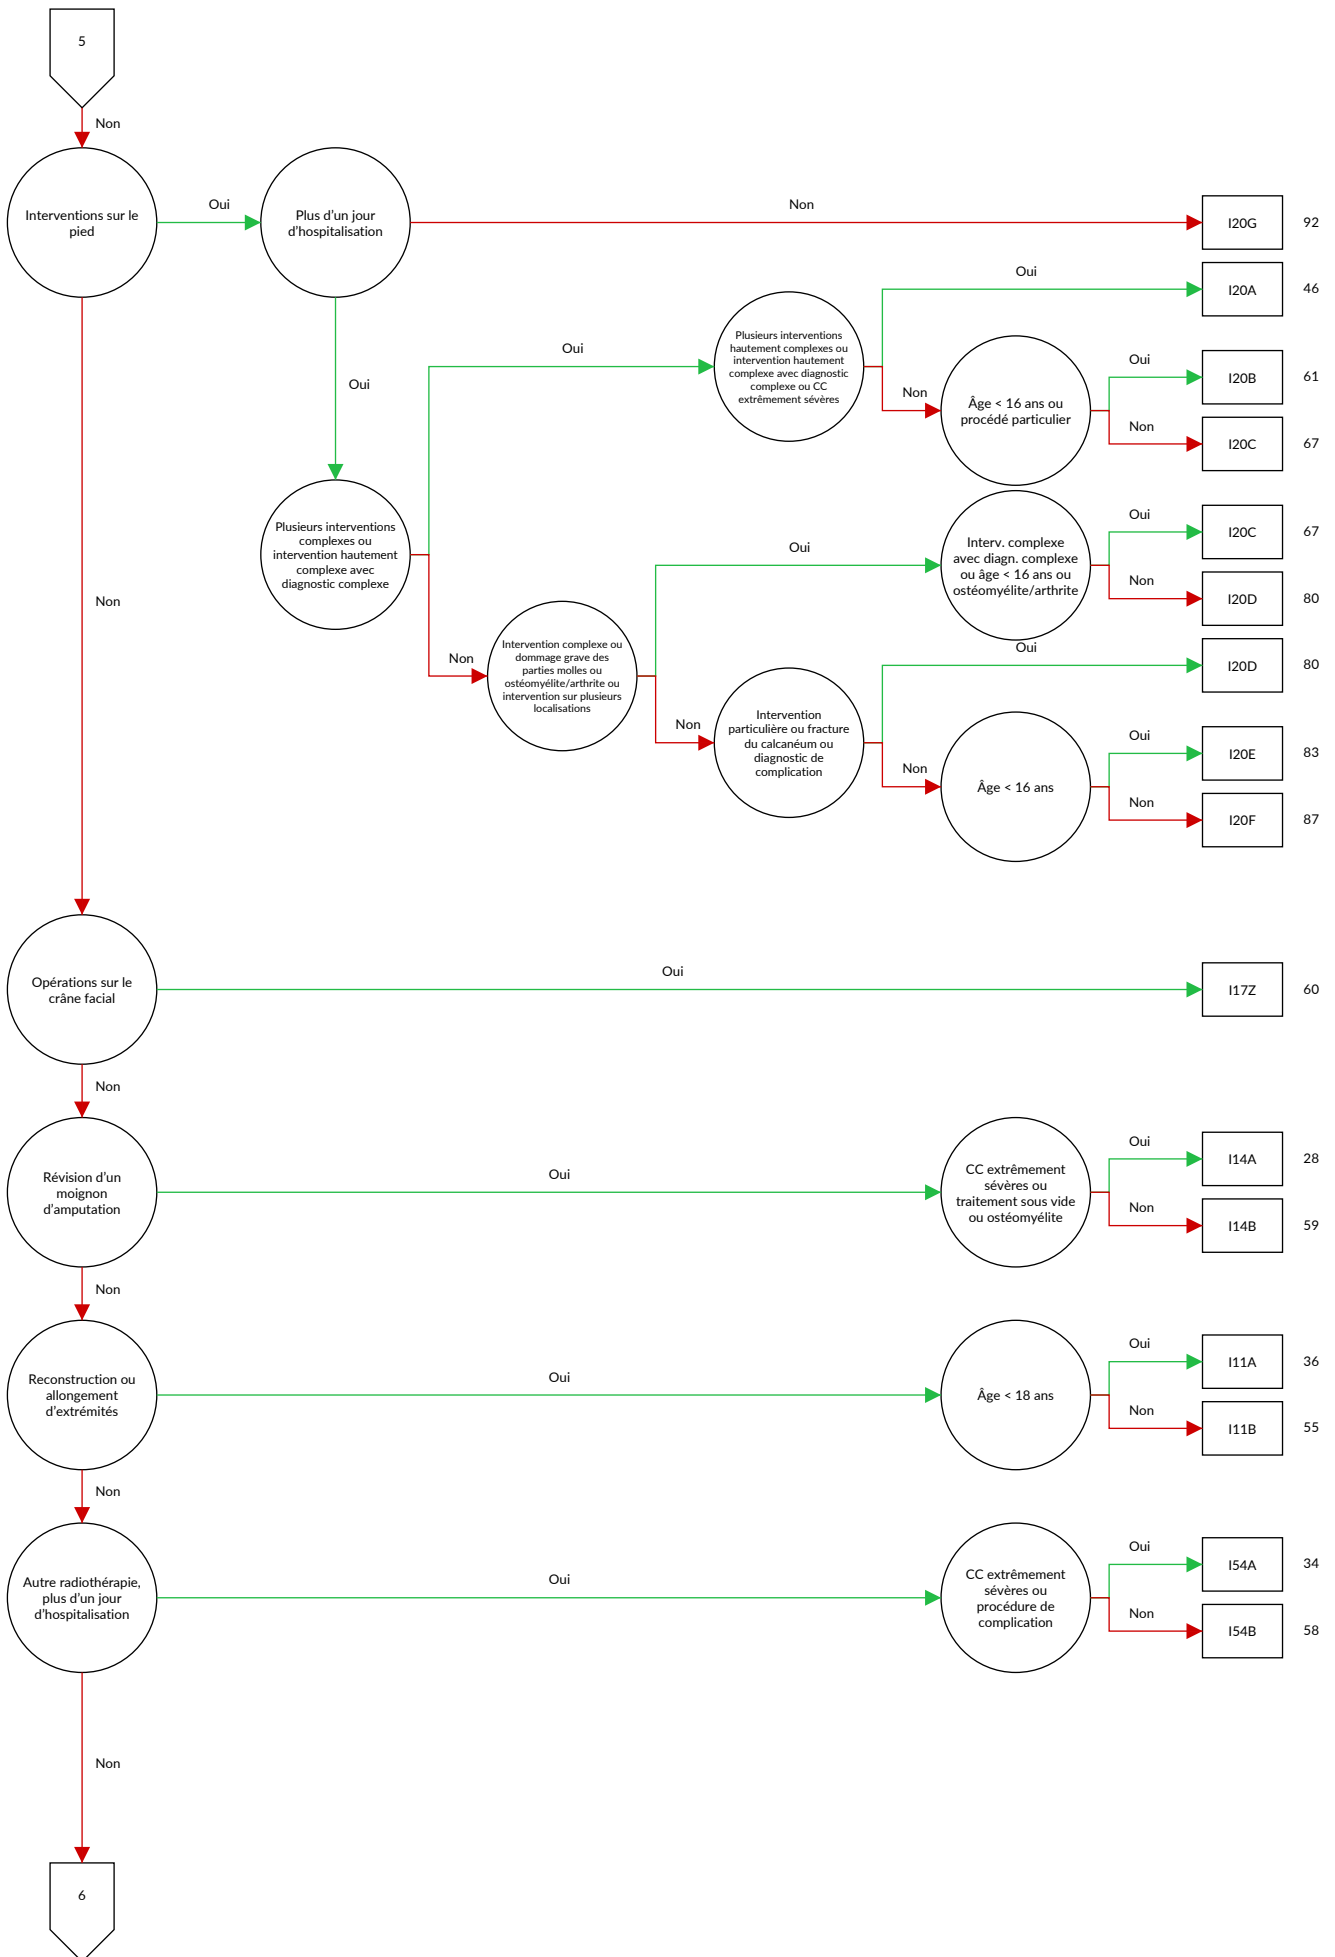 5
Non
Interventions sur le
pied
Oui
Plus d'un jour
d'hospitalisation
Non
I20G
92
Oui
I20A
46
Oui
Plusieurs interventions
hautement complexes ou
intervention hautement
complexe avec diagnostic
complexe ou CC
extrêmement sévères
Non
Âge < 16 ans ou
procédé particulier
Oui
I20B
61
Non
I20C
67
Oui
Plusieurs interventions
complexes ou
intervention hautement
complexe avec
diagnostic complexe
Oui
Interv. complexe
avec diagn. complexe
ou âge < 16 ans ou
ostéomyélite/arthrite
Oui
I20C
67
Non
I20D
80
Non
Non
Intervention complexe ou
dommage grave des
parties molles ou
ostéomyélite/arthrite ou
intervention sur plusieurs
localisations
Oui
I20D
80
Non
Intervention
particulière ou fracture
du calcanéum ou
diagnostic de
complication
Non
Âge < 16 ans
Oui
I20E
83
Non
I20F
87
Opérations sur le
crâne facial
Oui
I17Z
60
Non
Révision d'un
moignon
d'amputation
Oui
CC extrêmement
sévères ou
traitement sous vide
ou ostéomyélite
Oui
I14A
28
Non
I14B
59
Non
Reconstruction ou
allongement
d'extrémités
Oui
Âge < 18 ans
Oui
I11A
36
Non
I11B
55
Non
Autre radiothérapie,
plus d'un jour
d'hospitalisation
Oui
CC extrêmement
sévères ou
procédure de
complication
Oui
I54A
34
Non
I54B
58
Non
6